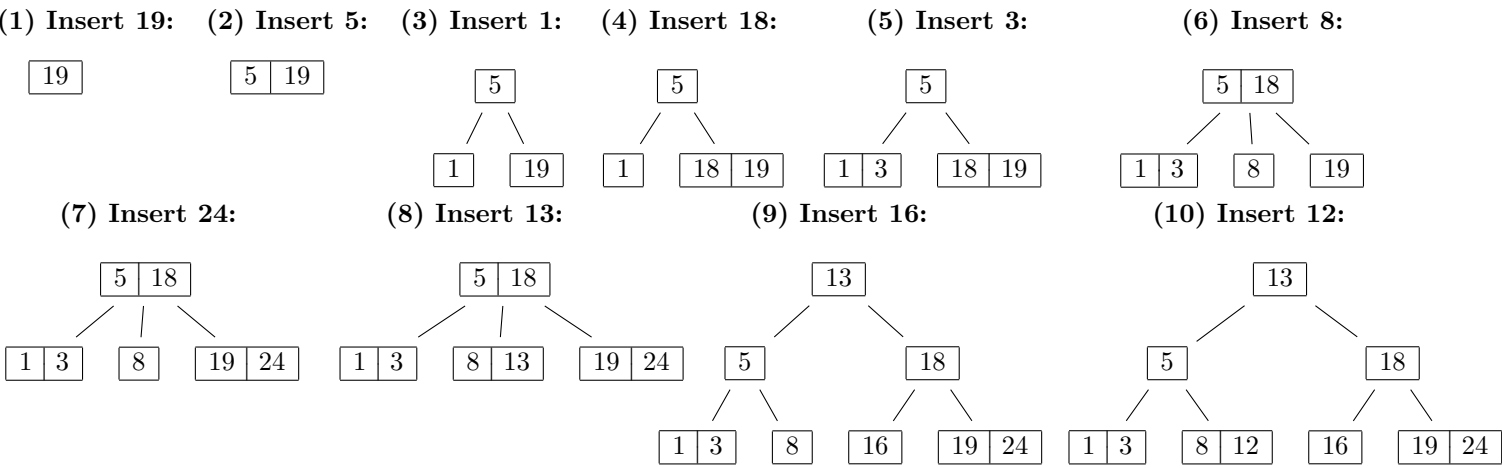 (1) Insert 19: (2) Insert 5: (3) Insert 1: (4) Insert 18: (5) Insert 3: (6) Insert 8:
19 5 19 5 5 5 5 18
1 19 1 18 19 1 3 18 19 1 3 8 19
(7) Insert 24: (8) Insert 13: (9) Insert 16: (10) Insert 12:
5 18 5 18 13 13
1 3 8 19 24 1 3 8 13 19 24 5 18 5 18
1 3 8 16 19 24 1 3 8 12 16 19 24